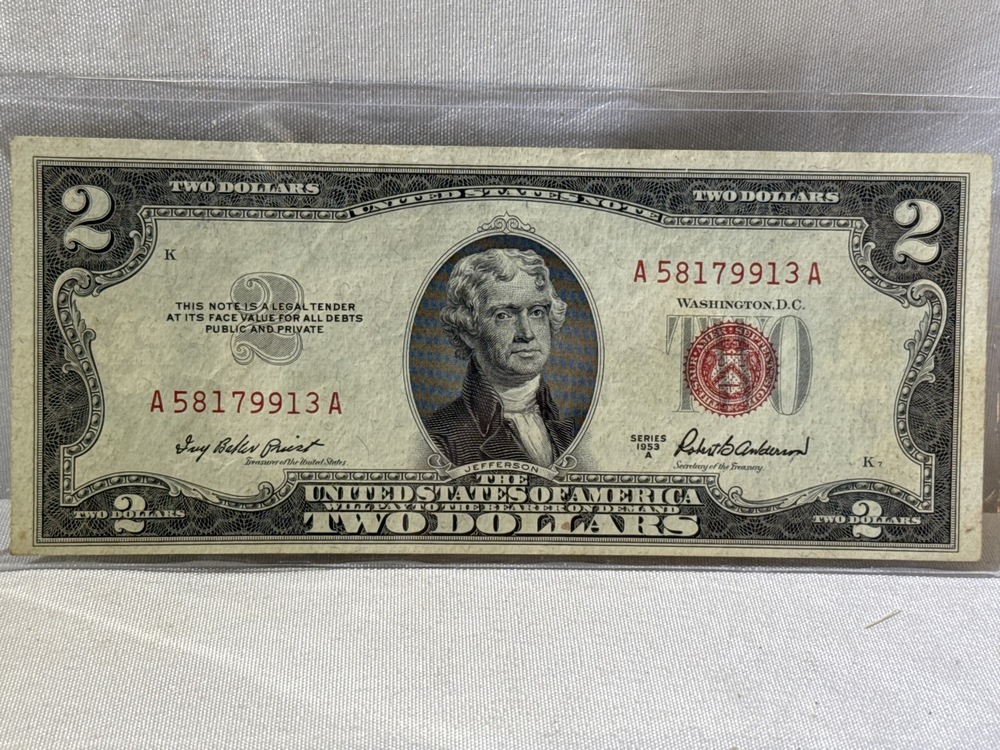 TWO DOLLARS
UNITED STATES NOTE
TWO DOLLARS
2
2
K
A 58179913 A
WASHINGTON, D.C.
2
THIS NOTE IS A LEGAL TENDER
AT ITS FACE VALUE FOR ALL DEBTS
PUBLIC AND PRIVATE
TWO
A 58179913 A
Ivy Baker Priest
Treasurer of the United States.
SERIES
1953
A
Robert B. Anderson
Secretary of the Treasury.
K 7
JEFFERSON
THE
UNITED STATES OF AMERICA
WILL PAY TO THE BEARER ON DEMAND
TWO DOLLARS
TWO DOLLARS
2
TWO DOLLARS
2